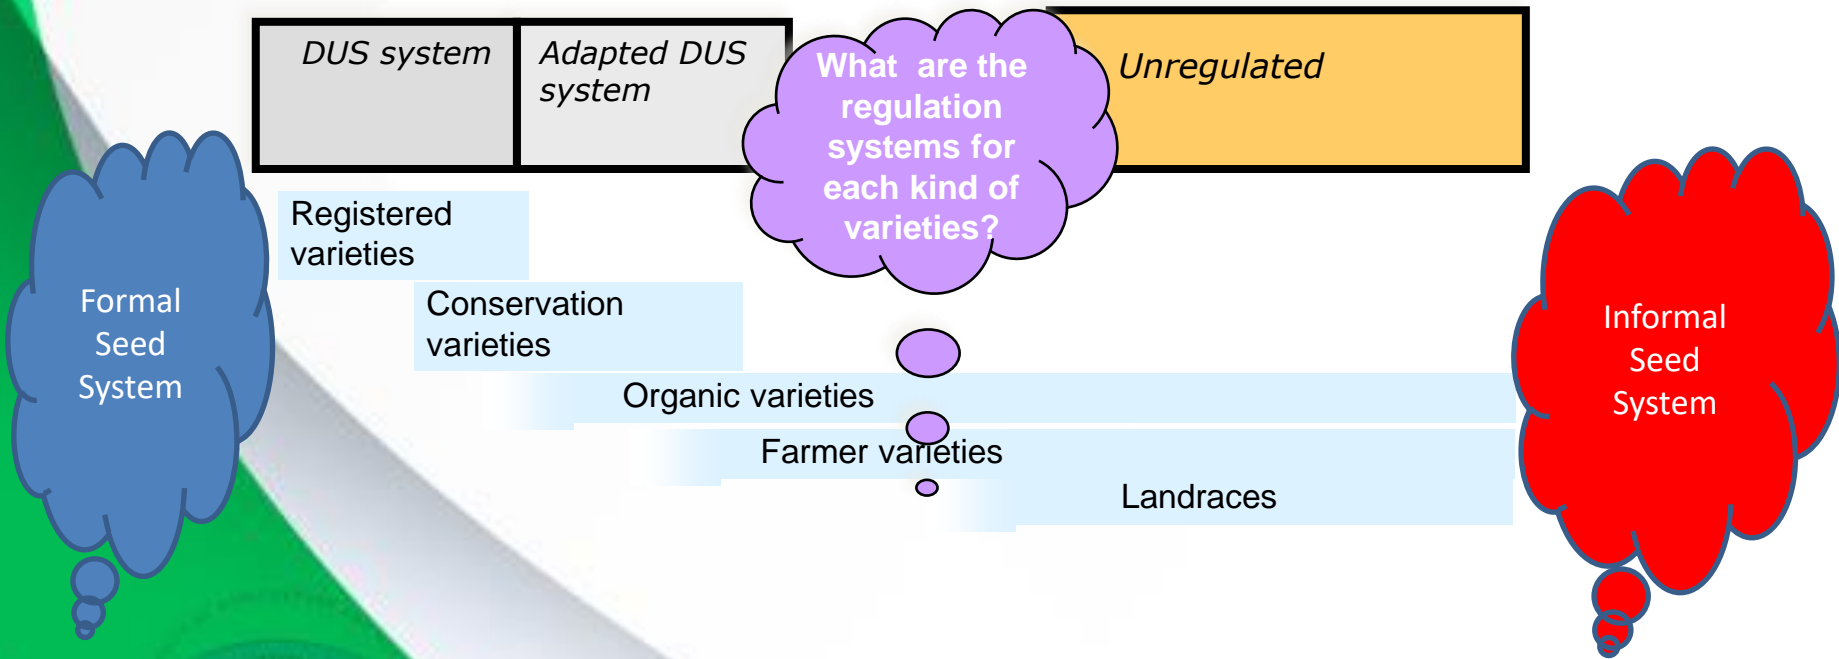 DUS system
Adapted DUS
system
What are the
regulation
systems for
each kind of
varieties?
Unregulated
Registered
varieties
Conservation
varieties
Organic varieties
Farmer varieties
Landraces
Formal
Seed
System
Informal
Seed
System